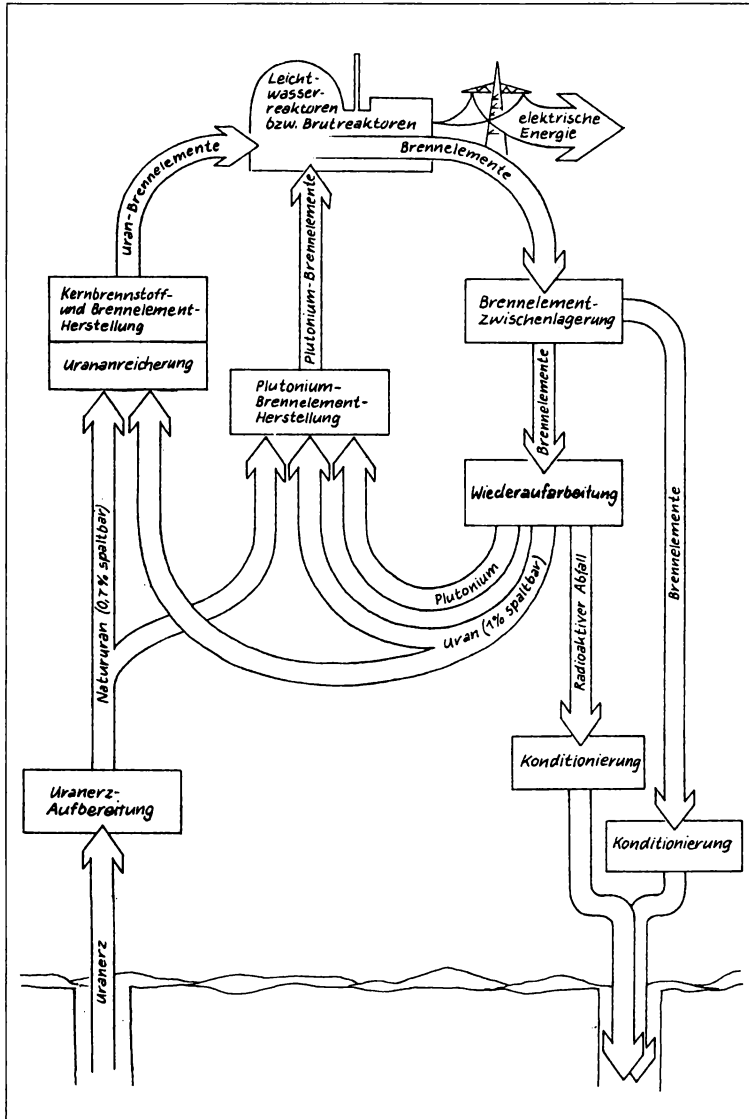 Leicht-
wasser-
reaktoren
bzw. Brutreaktoren
elektrische
Energie
Uran-Brennelemente
Brennelemente
Plutonium-Brennelemente
Kernbrennstoff-
und Brennelement-
Herstellung
Urananreicherung
Brennelement-
zwischenlagerung
Plutonium-
Brennelement-
Herstellung
Brennelemente
Wiederaufarbeitung
Brennelemente
Natururan (0,7% spaltbar)
Plutonium
Uran (1% spaltbar)
Radioaktiver Abfall
Konditionierung
Uranerz-
Aufbereitung
Konditionierung
Uranerz